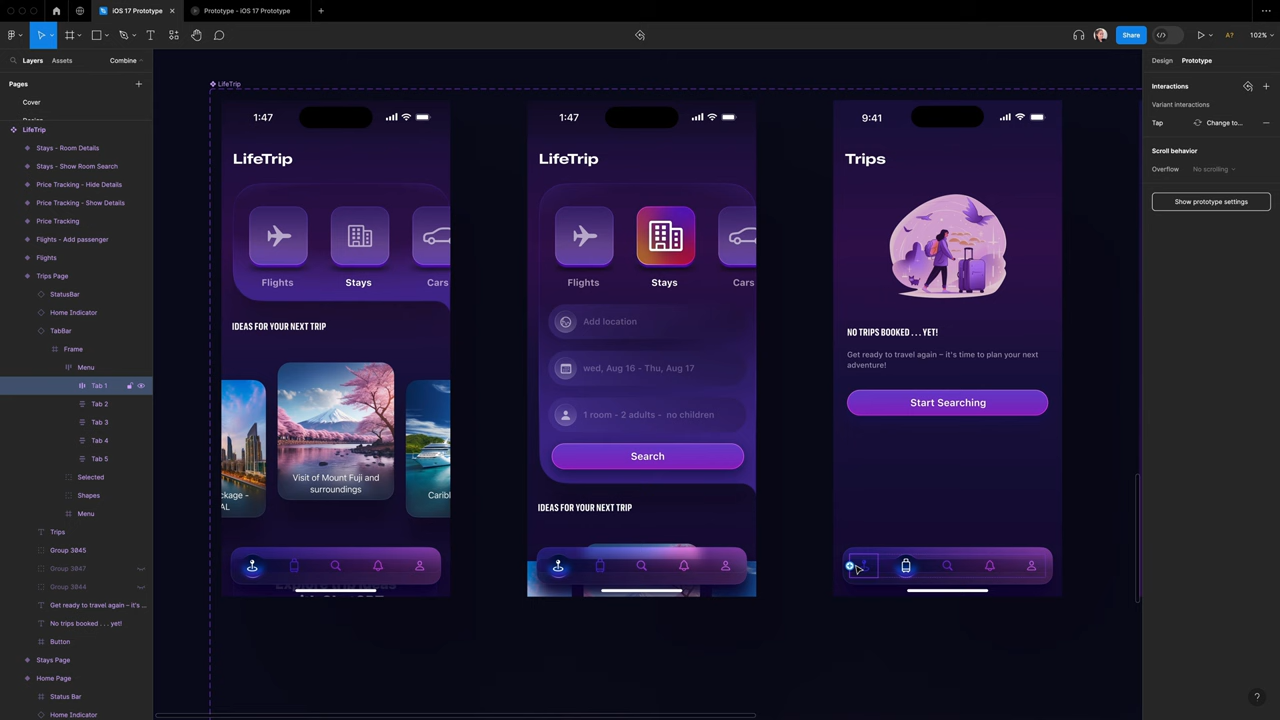 iOS 17 Prototype
Prototype - iOS 17 Prototype
Share
A?
102%
Layers
Assets
Combine
Pages
Cover
LifeTrip
Stays - Room Details
Stays - Show Room Search
Price Tracking - Hide Details
Price Tracking - Show Details
Price Tracking
Flights - Add passenger
Flights
Trips Page
StatusBar
Home Indicator
TabBar
Frame
Menu
Tab 1
Tab 2
Tab 3
Tab 4
Tab 5
Selected
Shapes
Menu
Trips
Group 3045
Group 3047
Group 3044
Get ready to travel again – it's ...
No trips booked . . . yet!
Button
Stays Page
Home Page
Status Bar
Home Indicator
LifeTrip
1:47
LifeTrip
Flights
Stays
Cars
IDEAS FOR YOUR NEXT TRIP
ckage -
AL
Visit of Mount Fuji and
surroundings
Caribl
1:47
LifeTrip
Flights
Stays
Cars
Add location
wed, Aug 16 - Thu, Aug 17
1 room - 2 adults - no children
Search
IDEAS FOR YOUR NEXT TRIP
9:41
Trips
NO TRIPS BOOKED . . . YET!
Get ready to travel again – it's time to plan your next
adventure!
Start Searching
Design
Prototype
Interactions
Variant interactions
Tap
Change to...
Scroll behavior
Overflow
No scrolling
Show prototype settings
?